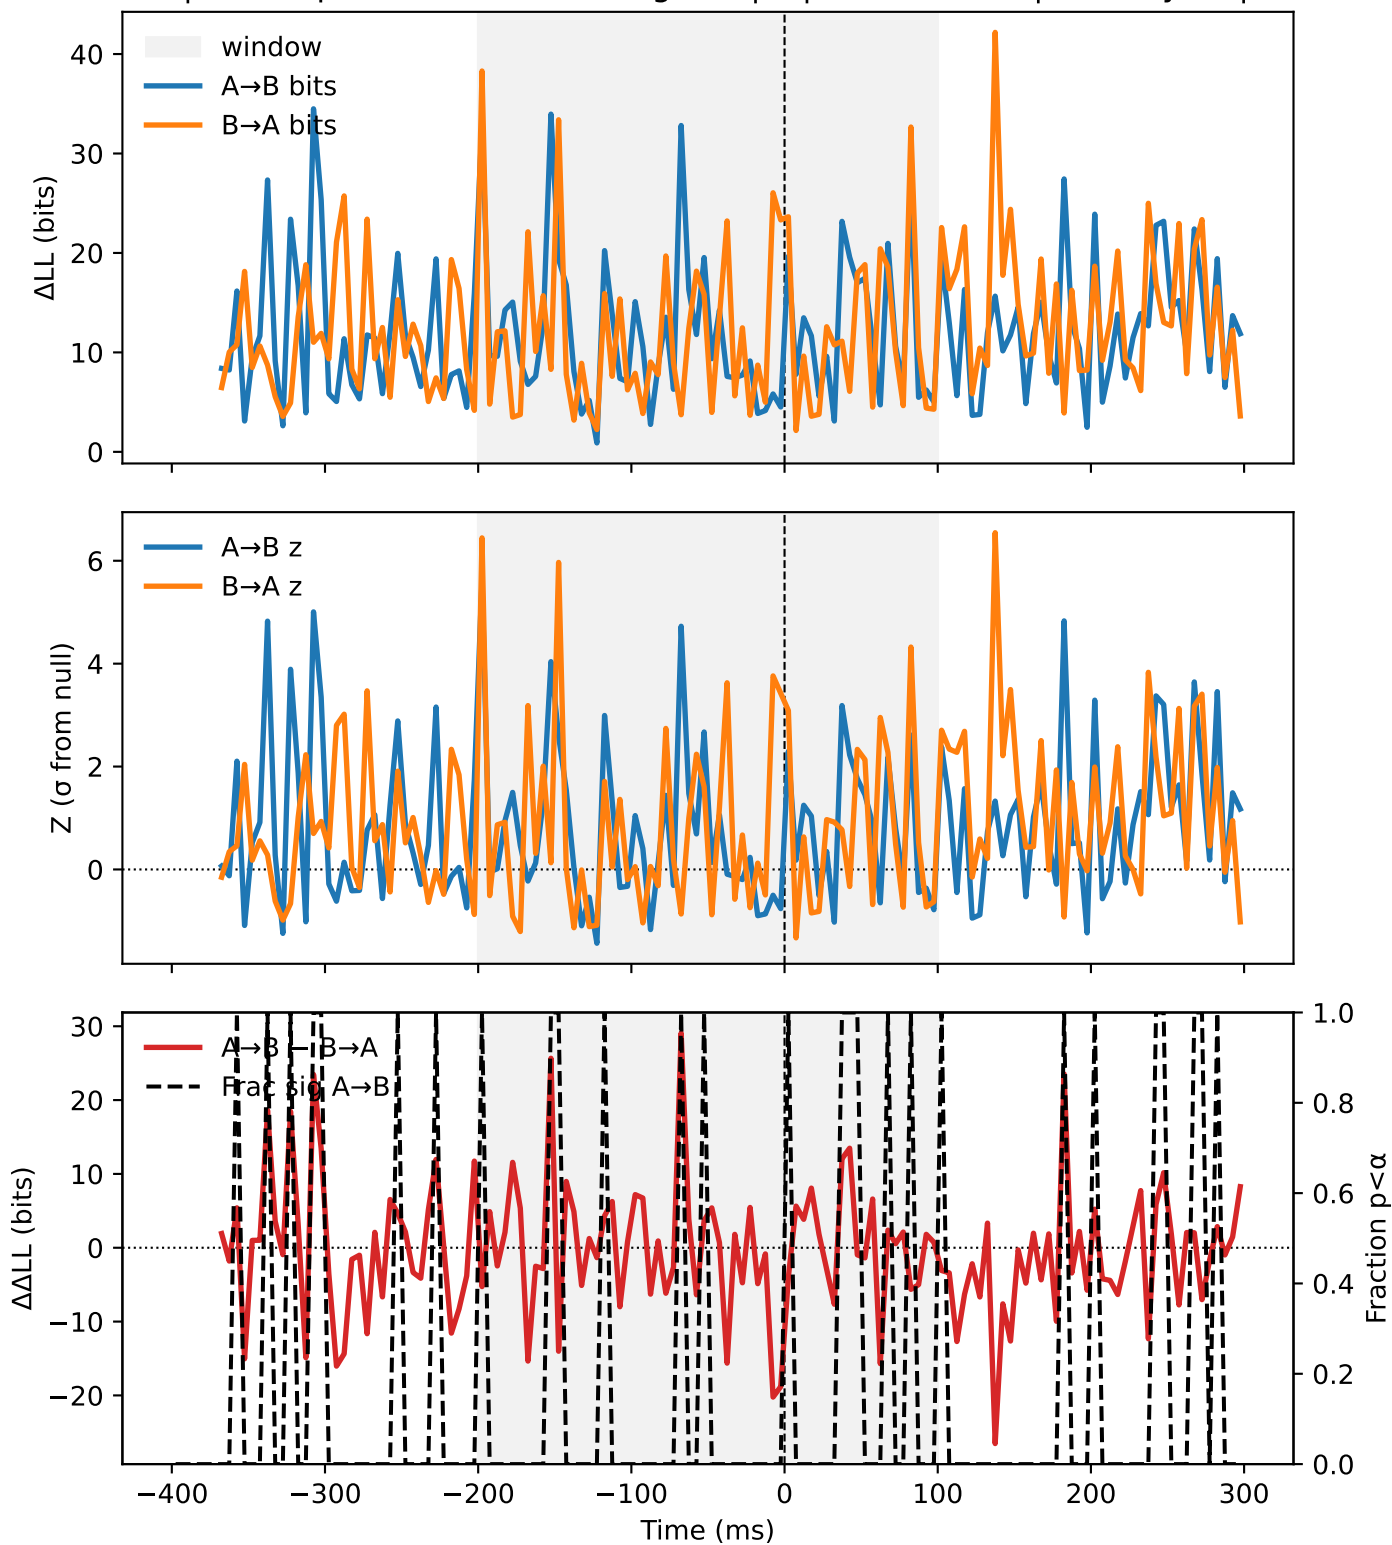 window
A→B bits
B→A bits
ΔLL (bits)
40
30
20
10
0
A→B z
B→A z
Z (σ from null)
6
4
2
0
A→B − B→A
Frac sig A→B
ΔΔLL (bits)
30
20
10
0
−10
−20
1.0
0.8
0.6
0.4
0.2
0.0
Fraction p<α
−400
−300
−200
−100
0
100
200
300
Time (ms)